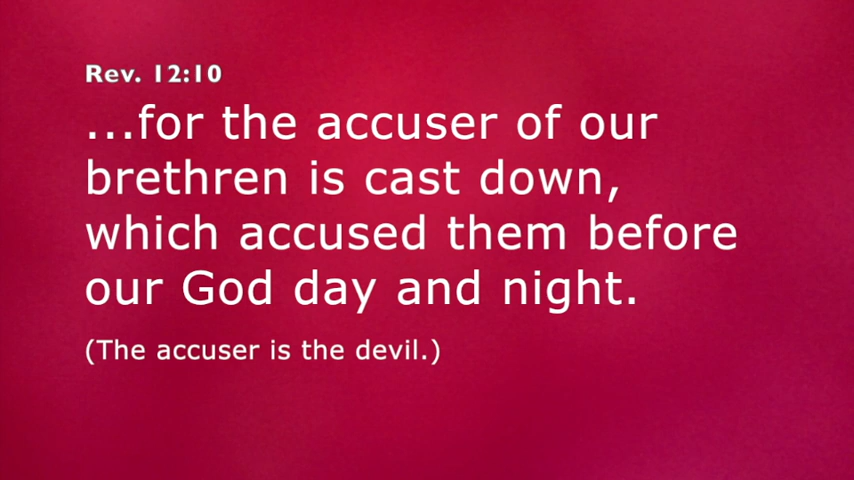 Rev. 12:10
...for the accuser of our
brethren is cast down,
which accused them before
our God day and night.
(The accuser is the devil.)